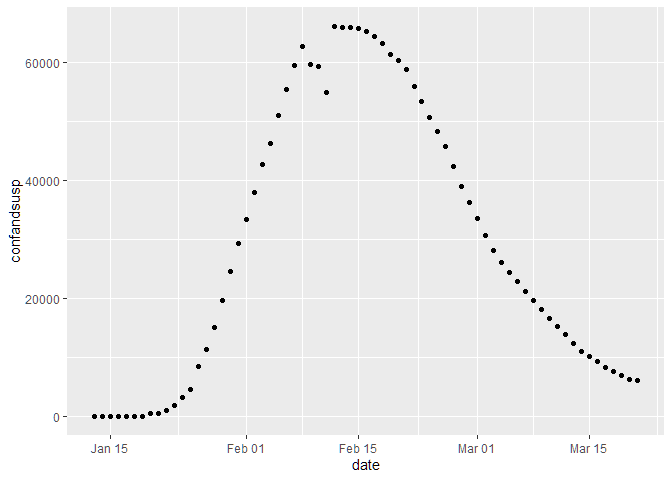 60000
40000
20000
0
confandsusp
Jan 15
Feb 01
Feb 15
Mar 01
Mar 15
date